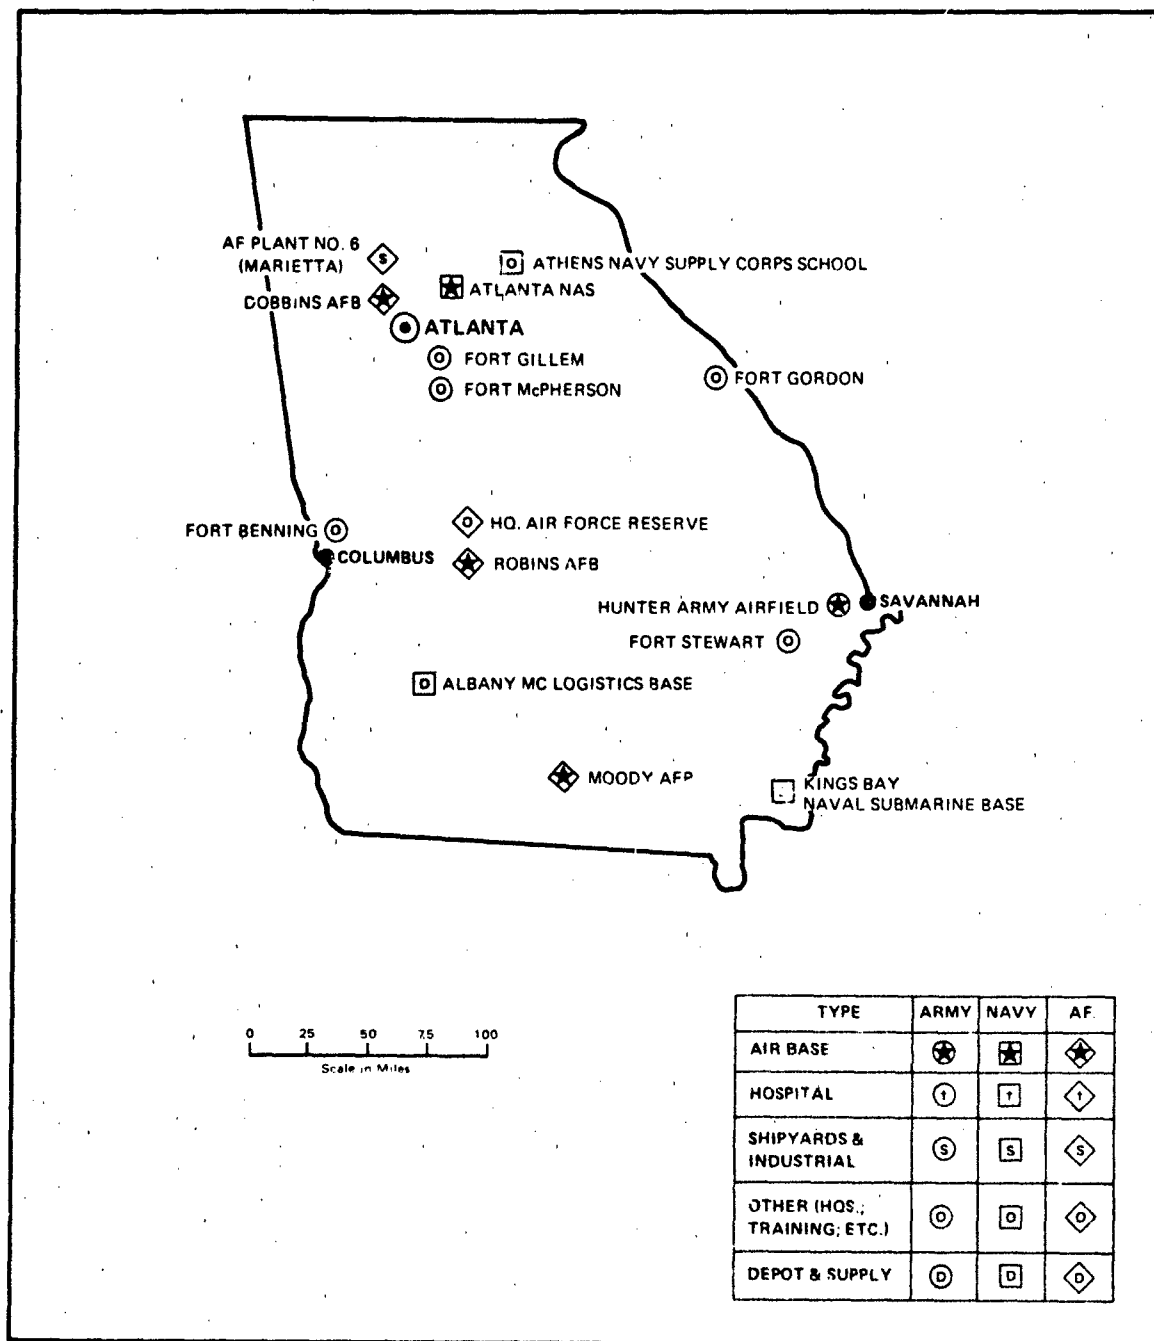 AF PLANT NO. 6
(MARIETTA)
S
O
ATHENS NAVY SUPPLY CORPS SCHOOL
ATLANTA NAS
DOBBINS AFB
ATLANTA
O
FORT GILLEM
O
FORT McPHERSON
O
FORT GORDON
FORT BENNING
O
O
HQ. AIR FORCE RESERVE
COLUMBUS
ROBINS AFB
HUNTER ARMY AIRFIELD
SAVANNAH
FORT STEWART
O
D
ALBANY MC LOGISTICS BASE
MOODY AFB
KINGS BAY
NAVAL SUBMARINE BASE
0 25 50 75 100
Scale in Miles
TYPE ARMY NAVY AF.
AIR BASE
HOSPITAL † † †
SHIPYARDS &
INDUSTRIAL S S S
OTHER (HQS.;
TRAINING; ETC.) O O O
DEPOT & SUPPLY D D D